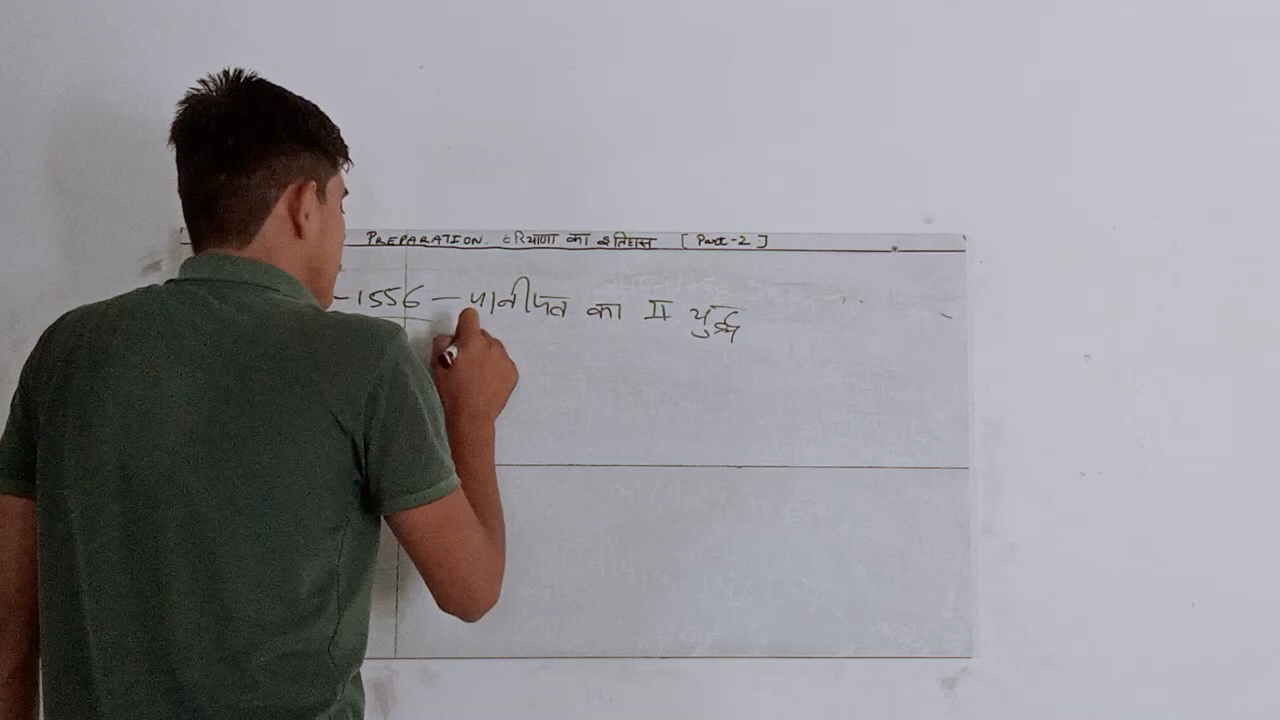 PREPARATION. हरियाणा का इतिहास [Part-2]
-1556 - पानीपत का II युद्ध